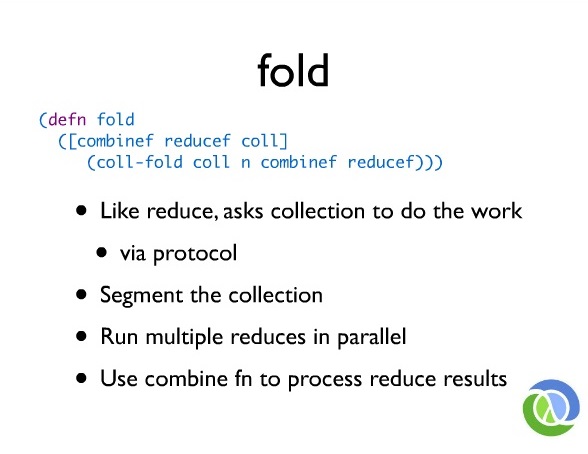 fold
(defn fold
([combinef reducef coll]
(coll-fold coll n combinef reducef)))
• Like reduce, asks collection to do the work
• via protocol
• Segment the collection
• Run multiple reduces in parallel
• Use combine fn to process reduce results